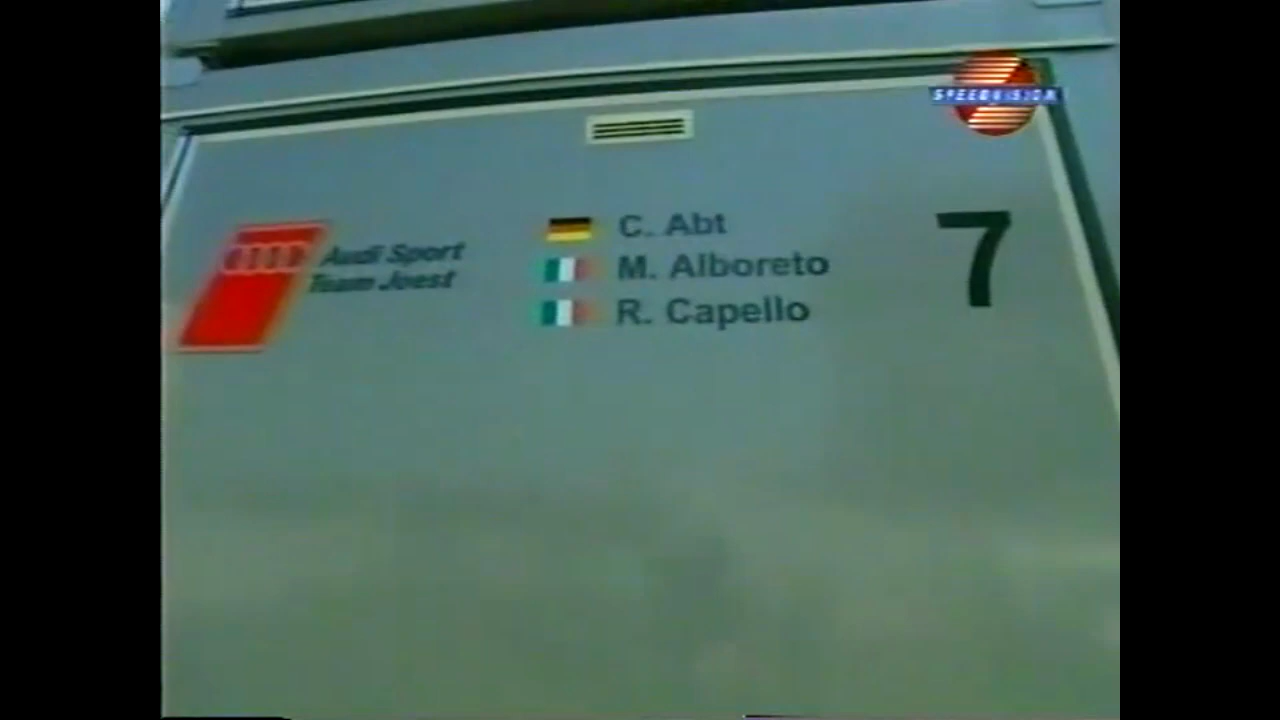 SPEEDVISION
Audi Sport
Team Joest
C. Abt
M. Alboreto
R. Capello
7